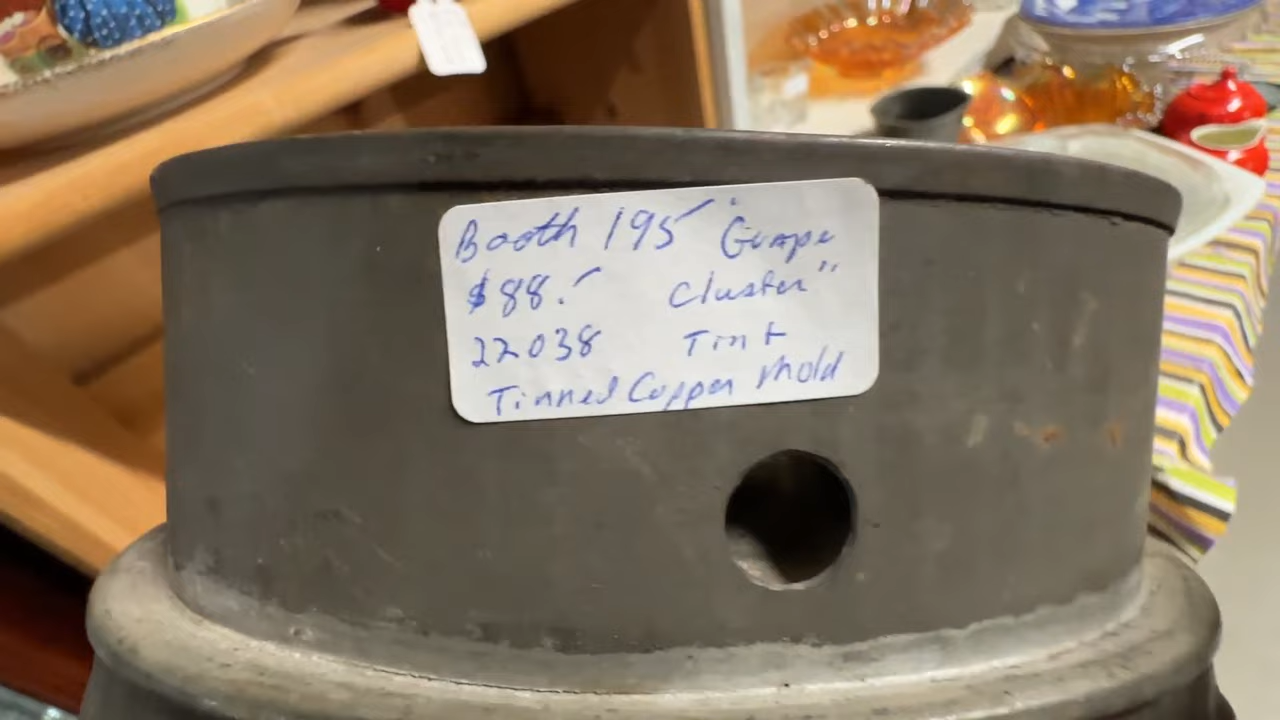 Booth 195 "Grape
$88.- Cluster"
22038 Tin &
Tinned Copper Mold